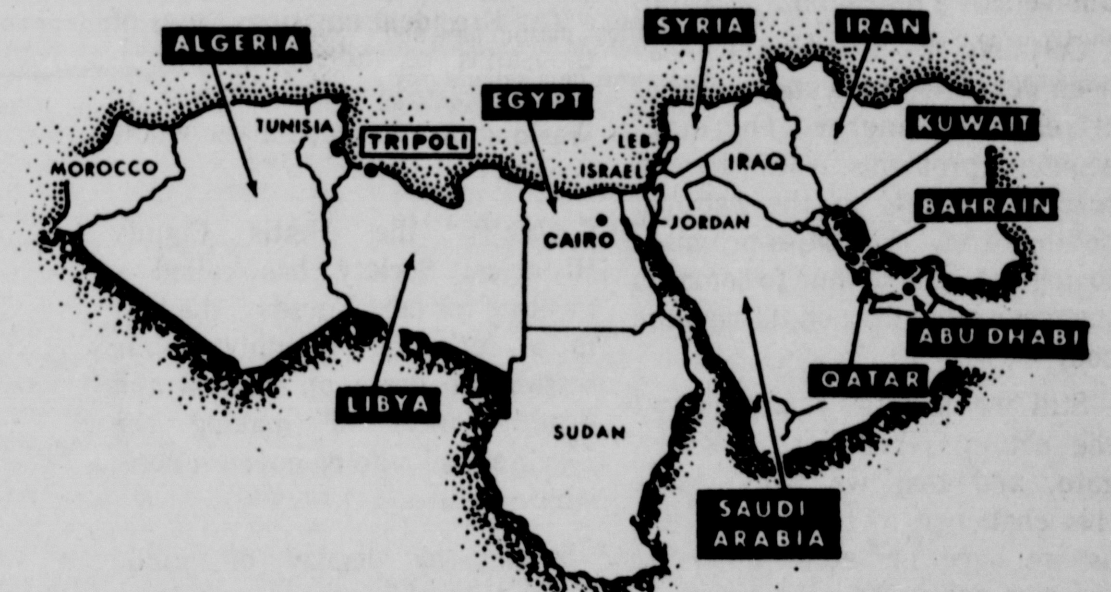 ALGERIA
SYRIA
IRAN
EGYPT
KUWAIT
TUNISIA
TRIPOLI
LEB.
IRAQ
MOROCCO
ISRAEL
BAHRAIN
JORDAN
CAIRO
ABU DHABI
QATAR
LIBYA
SUDAN
SAUDI
ARABIA